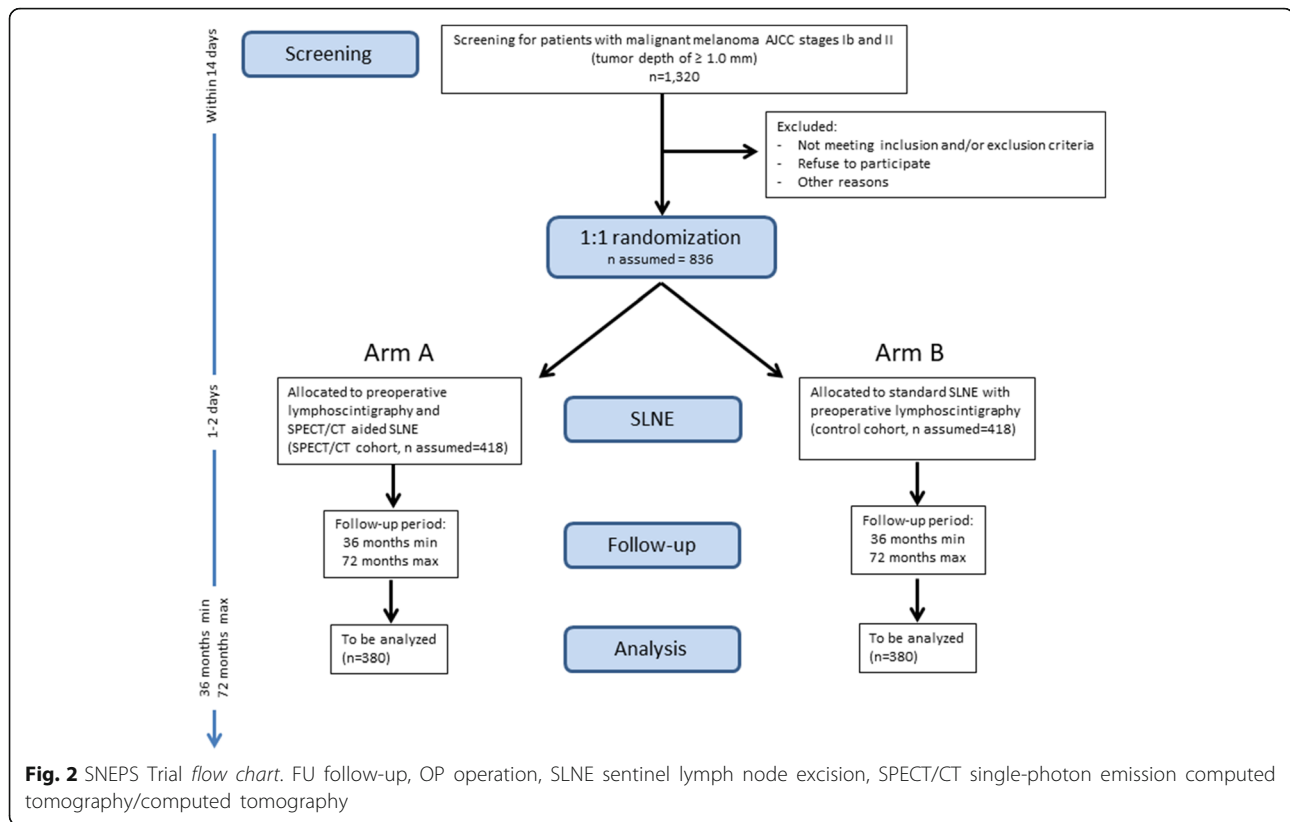 Within 14 days
Screening
Screening for patients with malignant melanoma AJCC stages Ib and II
(tumor depth of ≥ 1.0 mm)
n=1,320
Excluded:
- Not meeting inclusion and/or exclusion criteria
- Refuse to participate
- Other reasons
1:1 randomization
n assumed = 836
Arm A
Arm B
1-2 days
Allocated to preoperative
lymphoscintigraphy and
SPECT/CT aided SLNE
(SPECT/CT cohort, n assumed=418)
SLNE
Allocated to standard SLNE with
preoperative lymphoscintigraphy
(control cohort, n assumed=418)
Follow-up period:
36 months min
72 months max
Follow-up
Follow-up period:
36 months min
72 months max
36 months min
72 months max
To be analyzed
(n=380)
Analysis
To be analyzed
(n=380)
Fig. 2 SNEPS Trial flow chart. FU follow-up, OP operation, SLNE sentinel lymph node excision, SPECT/CT single-photon emission computed
tomography/computed tomography